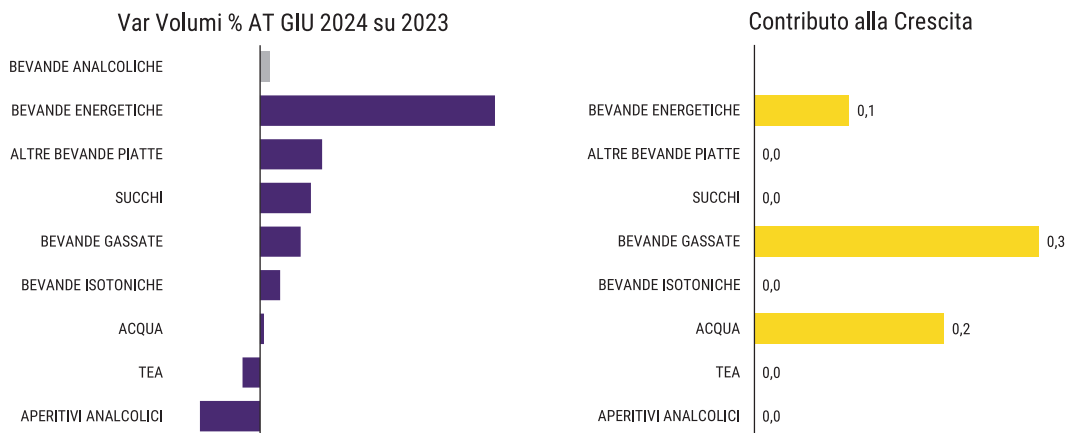 Var Volumi % AT GIU 2024 su 2023
BEVANDE ANALCOLICHE
BEVANDE ENERGETICHE
ALTRE BEVANDE PIATTE
SUCCHI
BEVANDE GASSATE
BEVANDE ISOTONICHE
ACQUA
TEA
APERITIVI ANALCOLICI
Contributo alla Crescita
BEVANDE ENERGETICHE 0,1
ALTRE BEVANDE PIATTE 0,0
SUCCHI 0,0
BEVANDE GASSATE 0,3
BEVANDE ISOTONICHE 0,0
ACQUA 0,2
TEA 0,0
APERITIVI ANALCOLICI 0,0